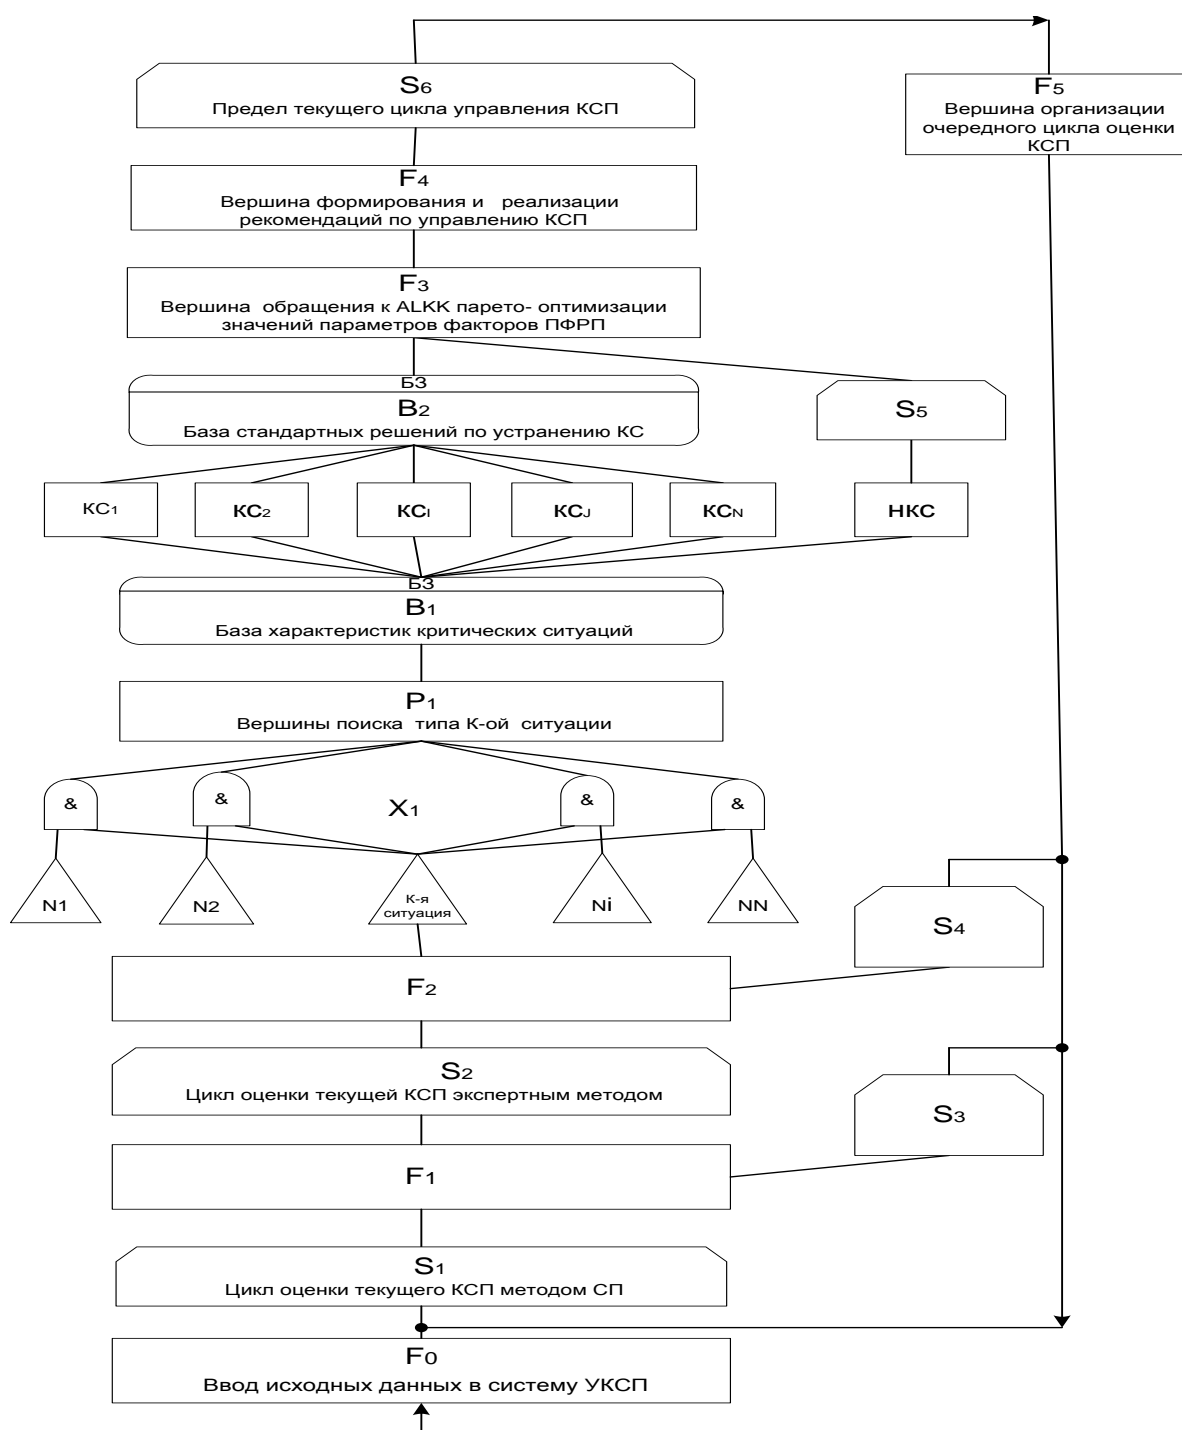 S6
Предел текущего цикла управления КСП
F5
Вершина организации
очередного цикла оценки
КСП
F4
Вершина формирования и реализации
рекомендаций по управлению КСП
F3
Вершина обращения к ALKK парето- оптимизации
значений параметров факторов ПФРП
БЗ
B2
База стандартных решений по устранению КС
S5
КС1
КС2
КСI
КСJ
КСN
НКС
БЗ
B1
База характеристик критических ситуаций
P1
Вершины поиска типа К-ой ситуации
&
&
X1
&
&
N1
N2
К-я
ситуация
Ni
NN
S4
F2
S2
Цикл оценки текущей КСП экспертным методом
S3
F1
S1
Цикл оценки текущего КСП методом СП
F0
Ввод исходных данных в систему УКСП